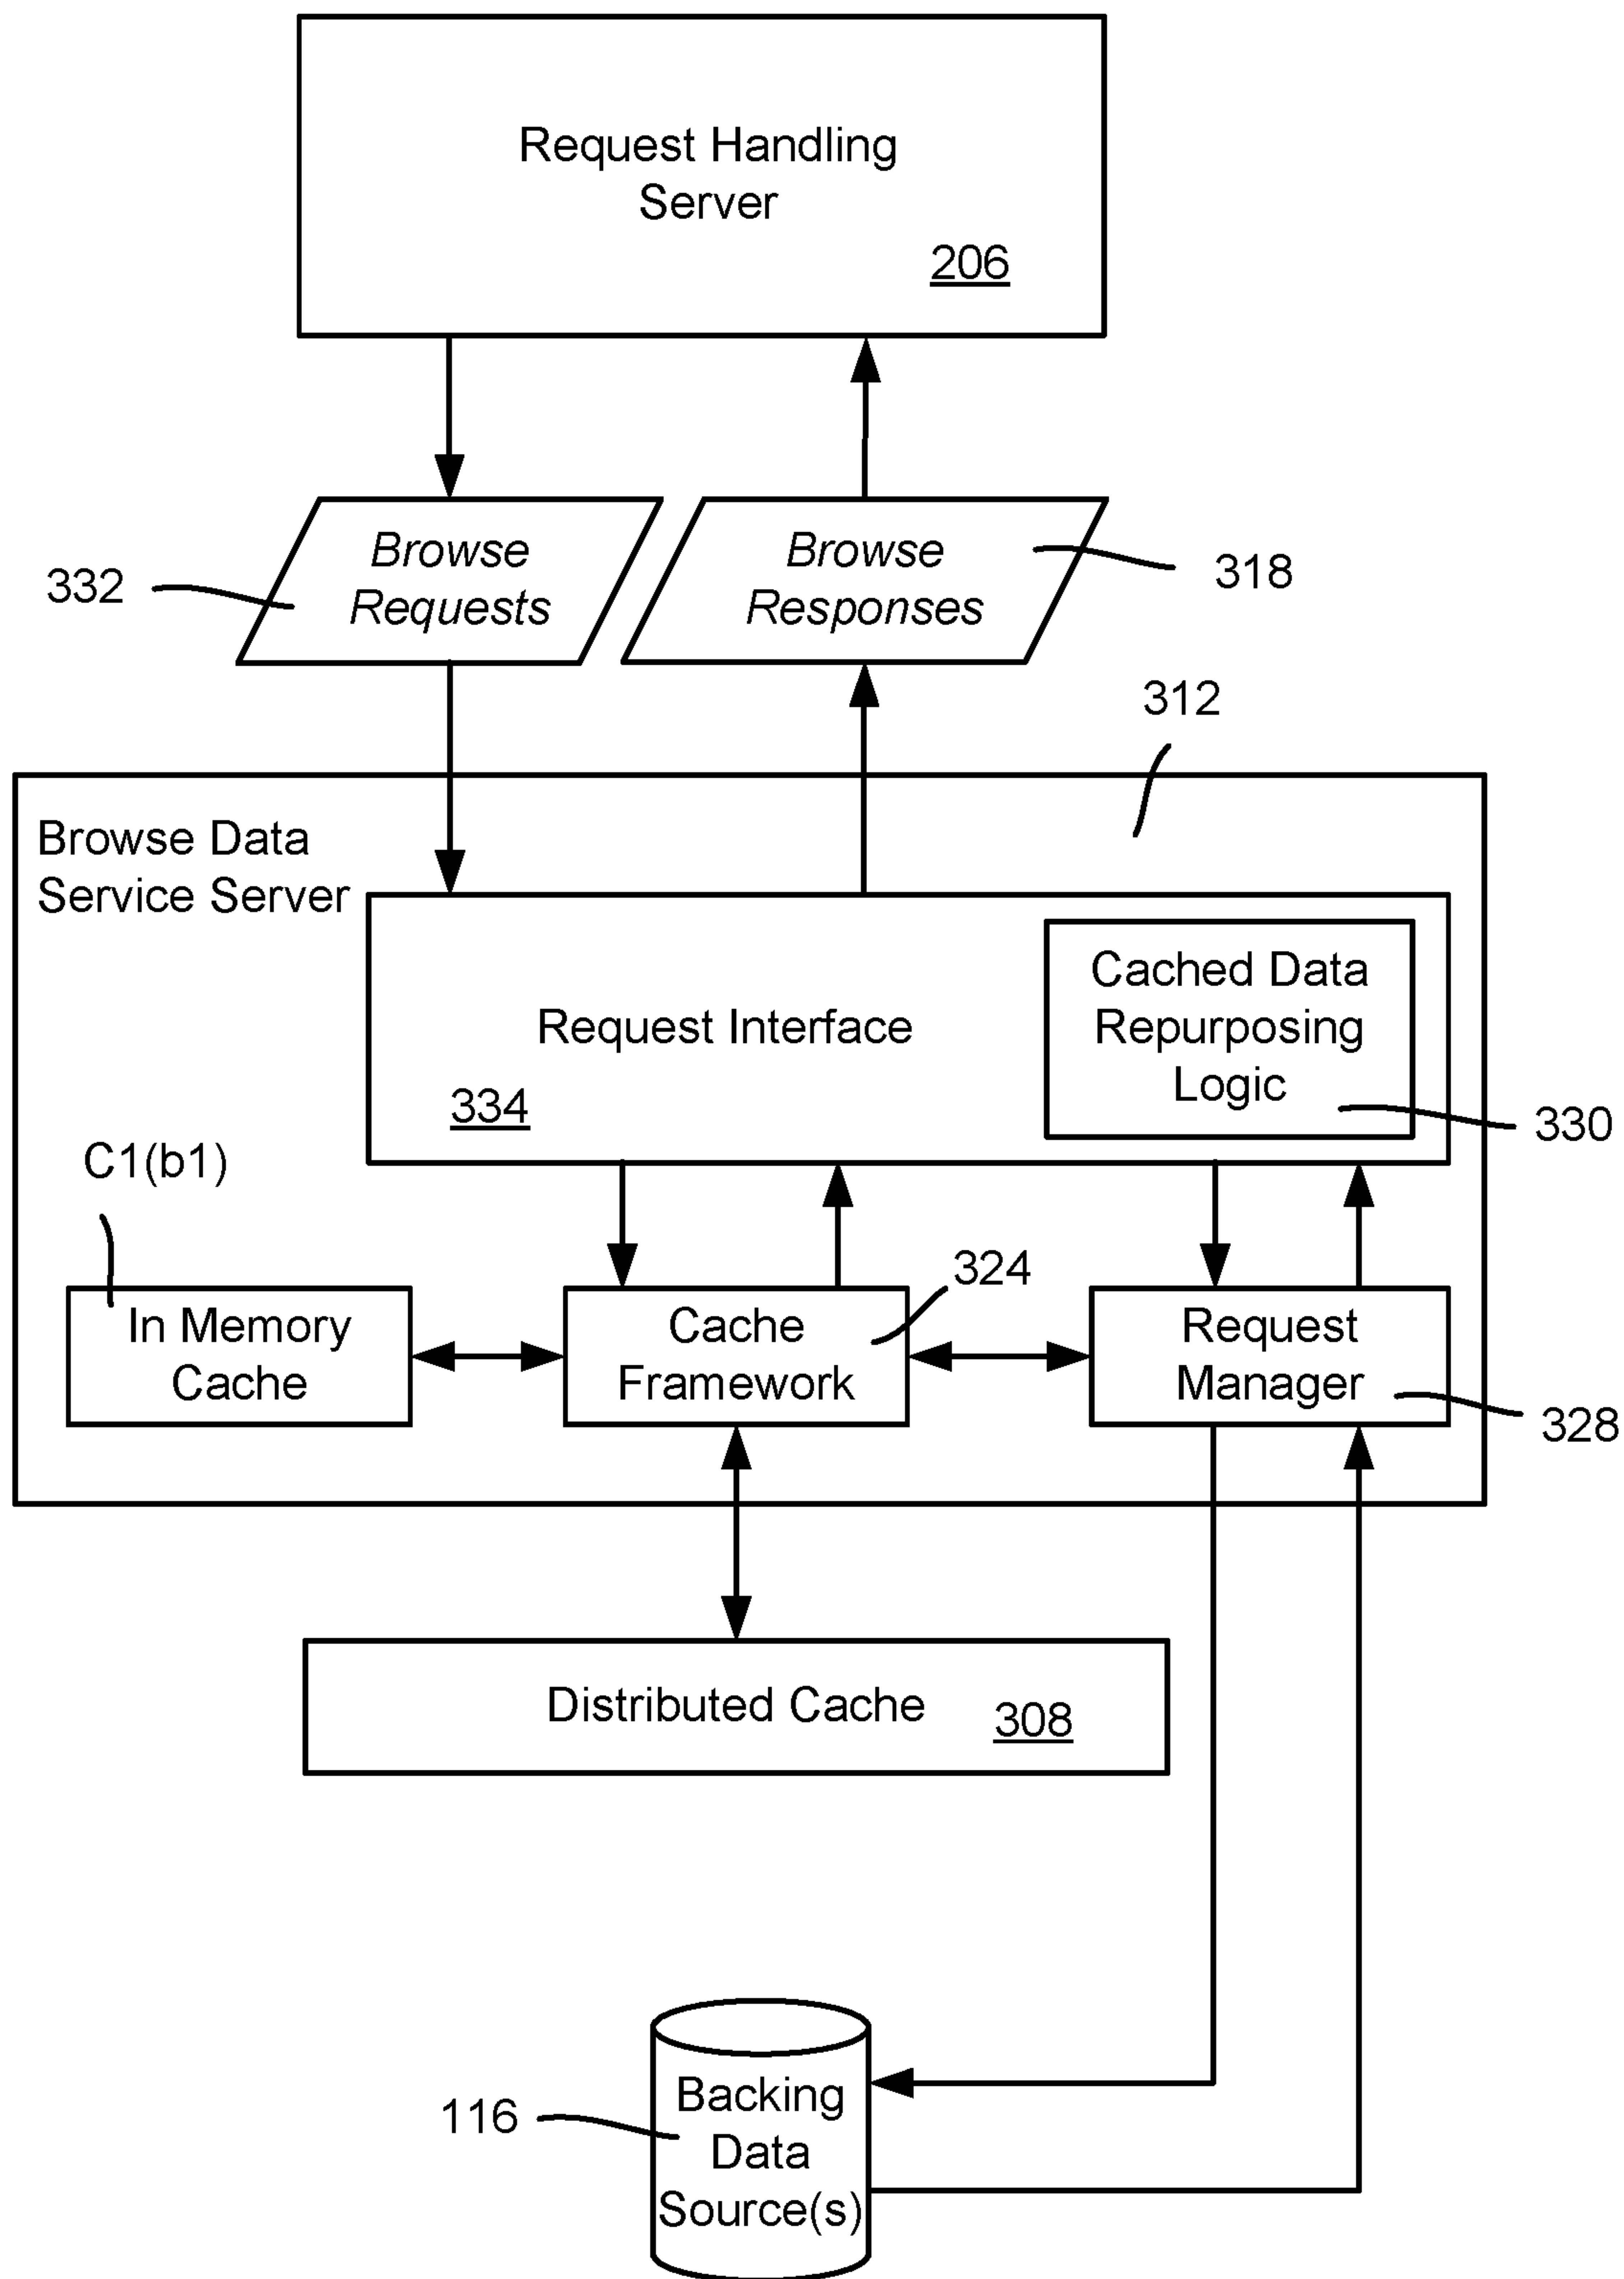 Request Handling
Server
206
Browse
Requests
332
Browse
Responses
318
312
Browse Data
Service Server
Request Interface
334
Cached Data
Repurposing
Logic
330
C1(b1)
In Memory
Cache
Cache
Framework
324
Request
Manager
328
Distributed Cache
308
116
Backing
Data
Source(s)